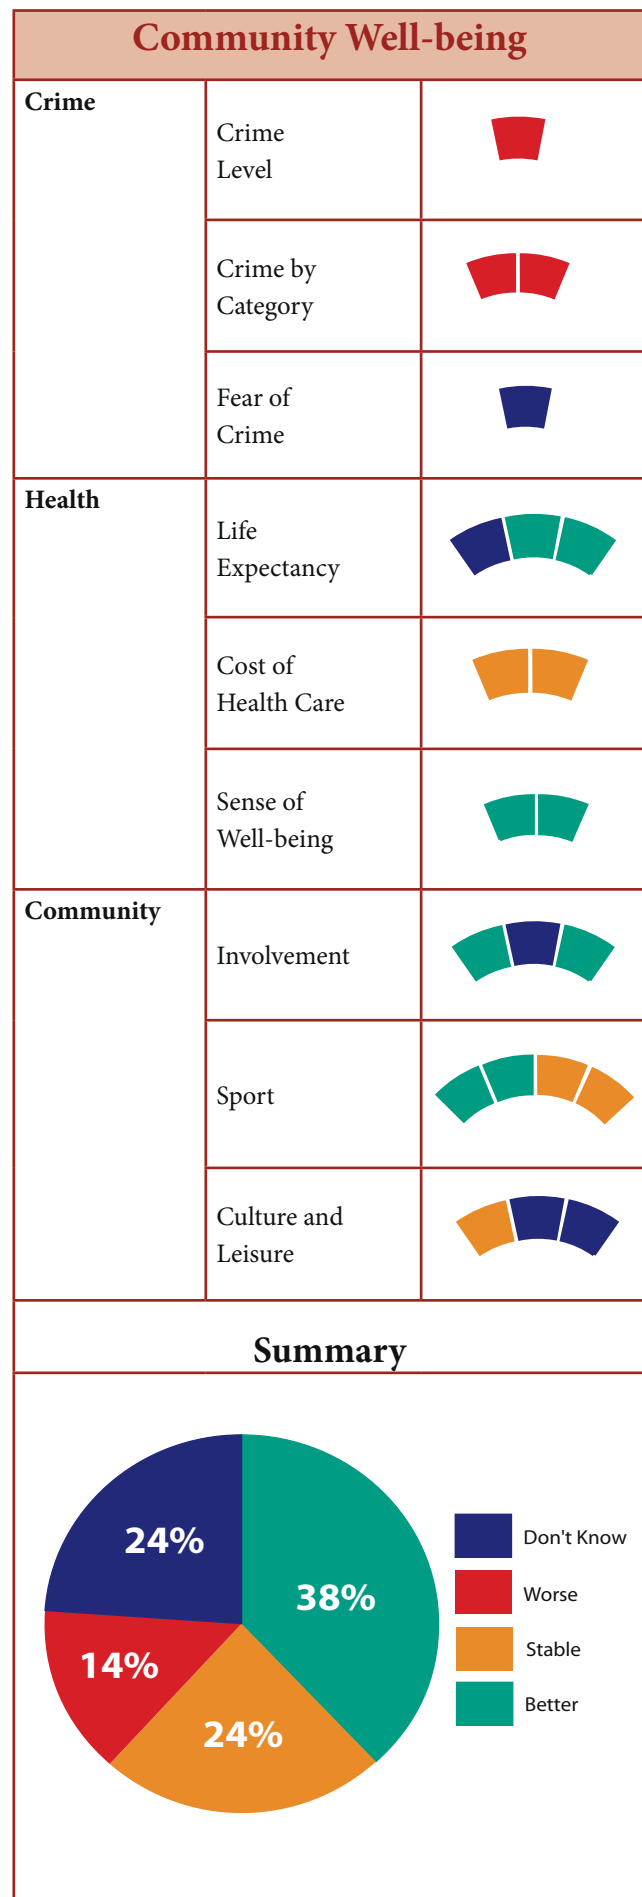 Community Well-being
Crime
Crime
Level
Crime by
Category
Fear of
Crime
Health
Life
Expectancy
Cost of
Health Care
Sense of
Well-being
Community
Involvement
Sport
Culture and
Leisure
Summary
24%
38%
14%
24%
Don't Know
Worse
Stable
Better